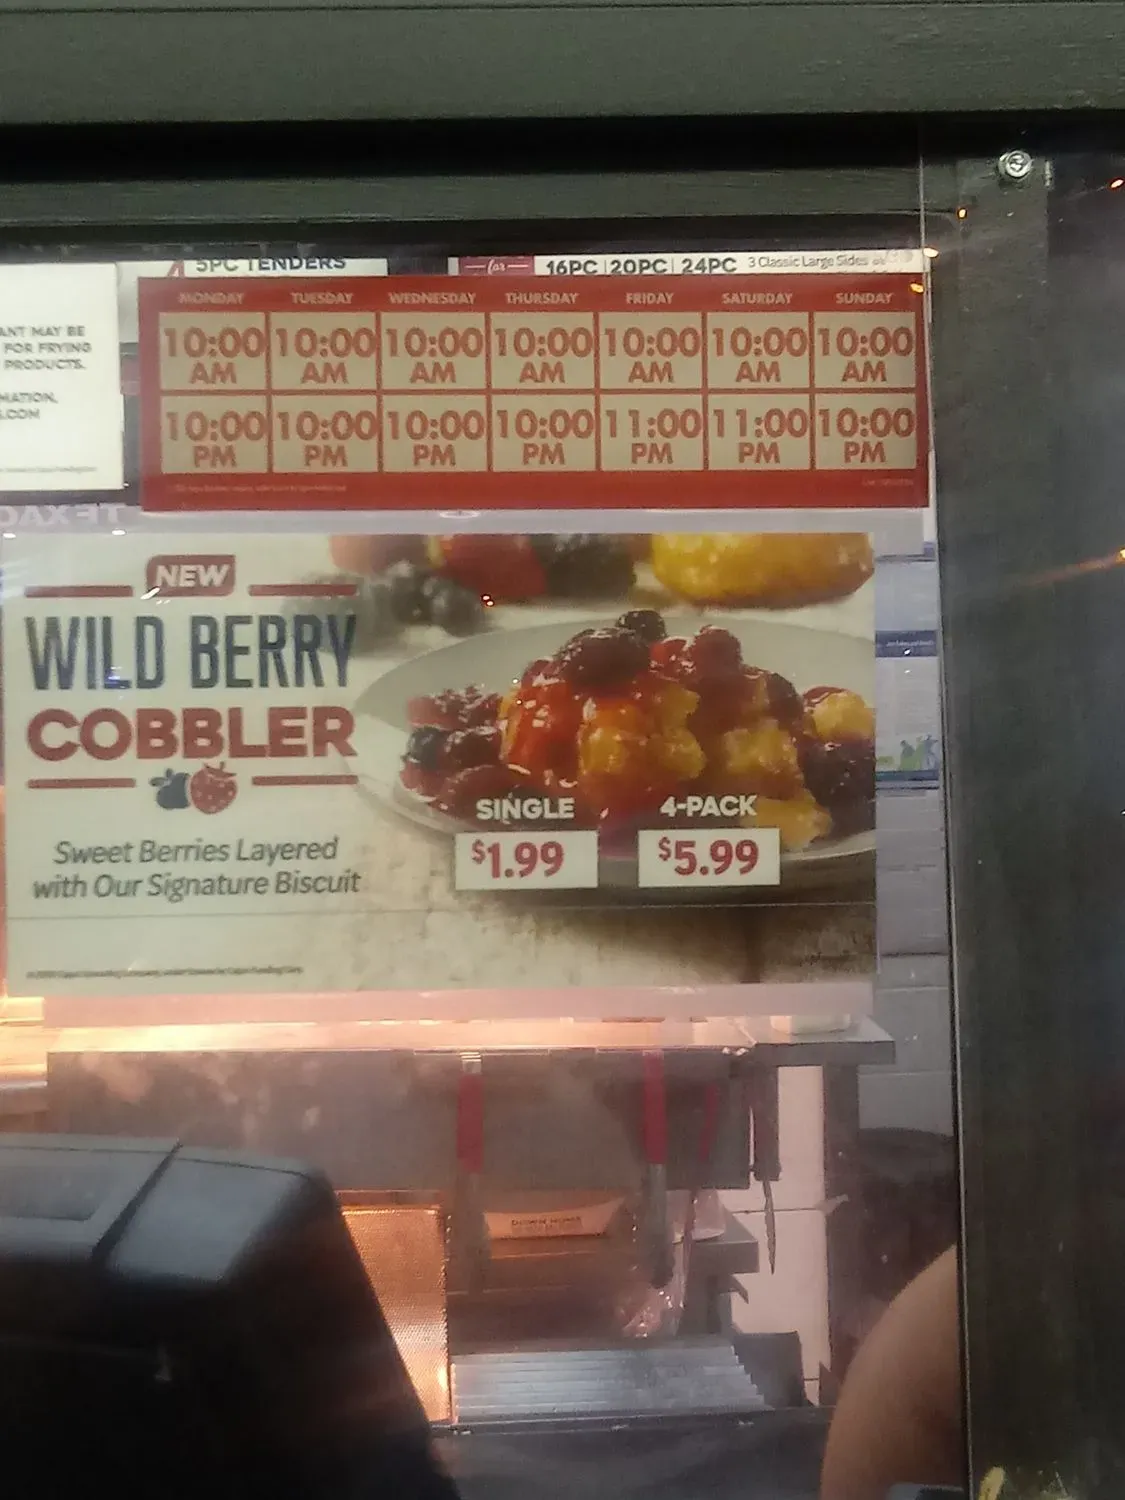 5PC TENDERS
for
16PC | 20PC | 24PC 3 Classic Large Sides
ANT MAY BE
FOR FRYING
PRODUCTS.
MATION,
.COM
MONDAY TUESDAY WEDNESDAY THURSDAY FRIDAY SATURDAY SUNDAY
10:00 AM 10:00 AM 10:00 AM 10:00 AM 10:00 AM 10:00 AM 10:00 AM
10:00 PM 10:00 PM 10:00 PM 10:00 PM 11:00 PM 11:00 PM 10:00 PM
NEW
WILD BERRY
COBBLER
Sweet Berries Layered
with Our Signature Biscuit
SINGLE 4-PACK
$1.99 $5.99